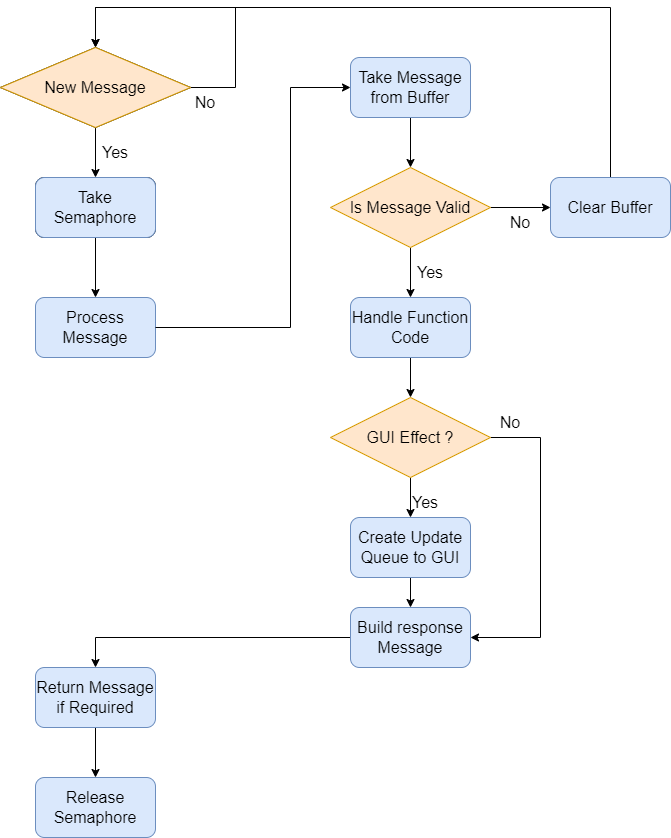 New Message
No
Yes
Take
Semaphore
Process
Message
Take Message
from Buffer
Is Message Valid
No
Clear Buffer
Yes
Handle Function
Code
GUI Effect ?
No
Yes
Create Update
Queue to GUI
Build response
Message
Return Message
if Required
Release
Semaphore